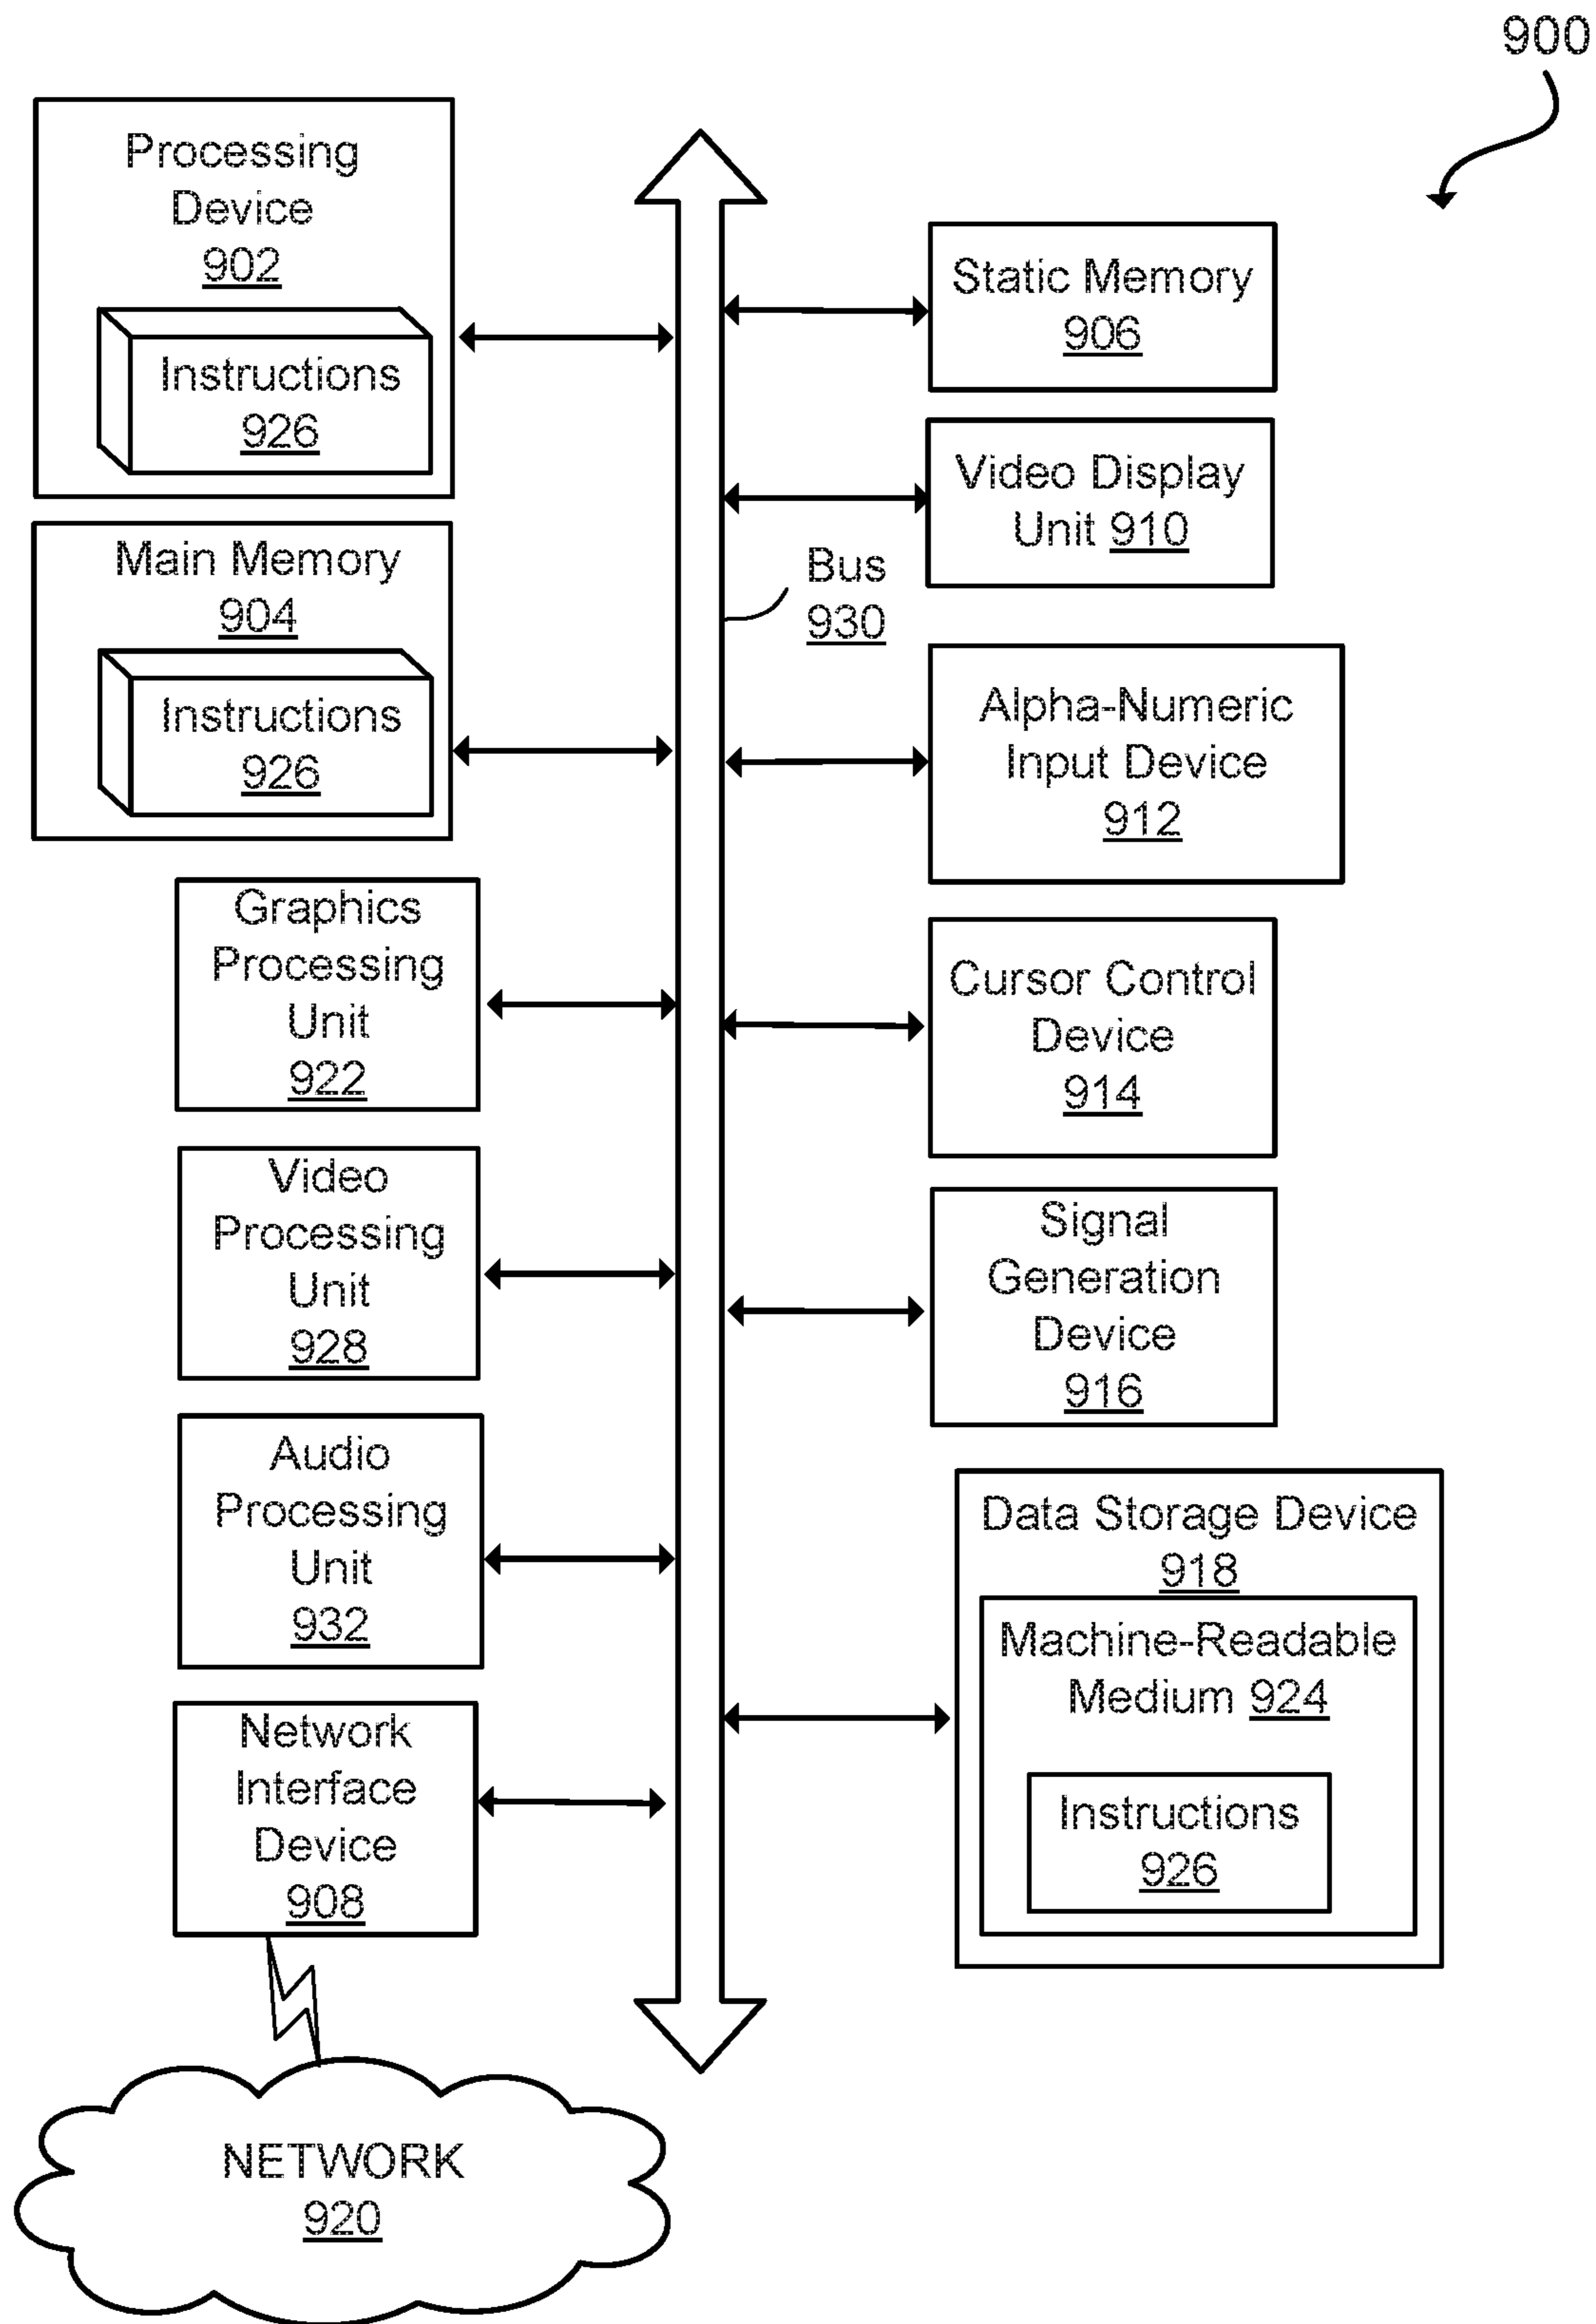 900
Processing
Device
902
Instructions
926
Main Memory
904
Instructions
926
Graphics
Processing
Unit
922
Video
Processing
Unit
928
Audio
Processing
Unit
932
Network
Interface
Device
908
NETWORK
920
Bus
930
Static Memory
906
Video Display
Unit 910
Alpha-Numeric
Input Device
912
Cursor Control
Device
914
Signal
Generation
Device
916
Data Storage Device
918
Machine-Readable
Medium 924
Instructions
926